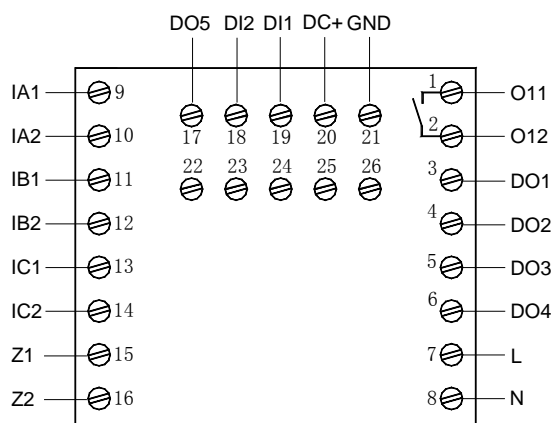 DO5 DI2 DI1 DC+ GND
IA1 9 1 O11
17 18 19 20 21
IA2 10 2 O12
22 23 24 25 26
IB1 11 3 DO1
IB2 12 4 DO2
IC1 13 5 DO3
IC2 14 6 DO4
Z1 15 7 L
Z2 16 8 N